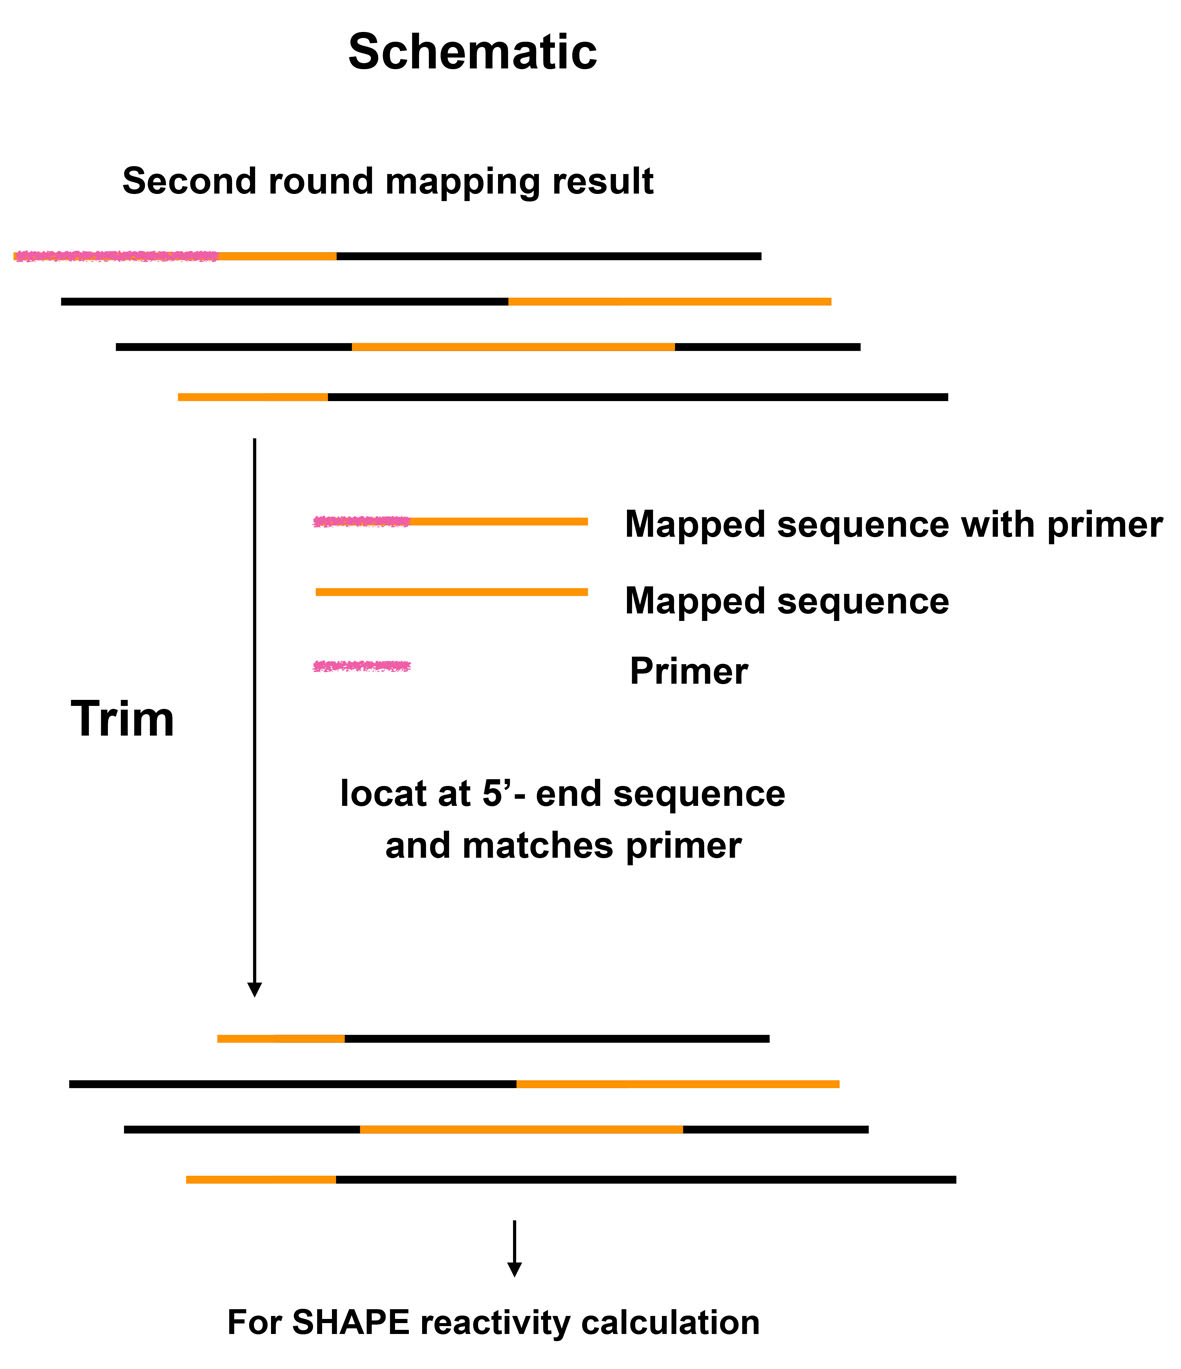 Schematic
Second round mapping result
Mapped sequence with primer
Mapped sequence
Primer
Trim
locat at 5’- end sequence
and matches primer
For SHAPE reactivity calculation